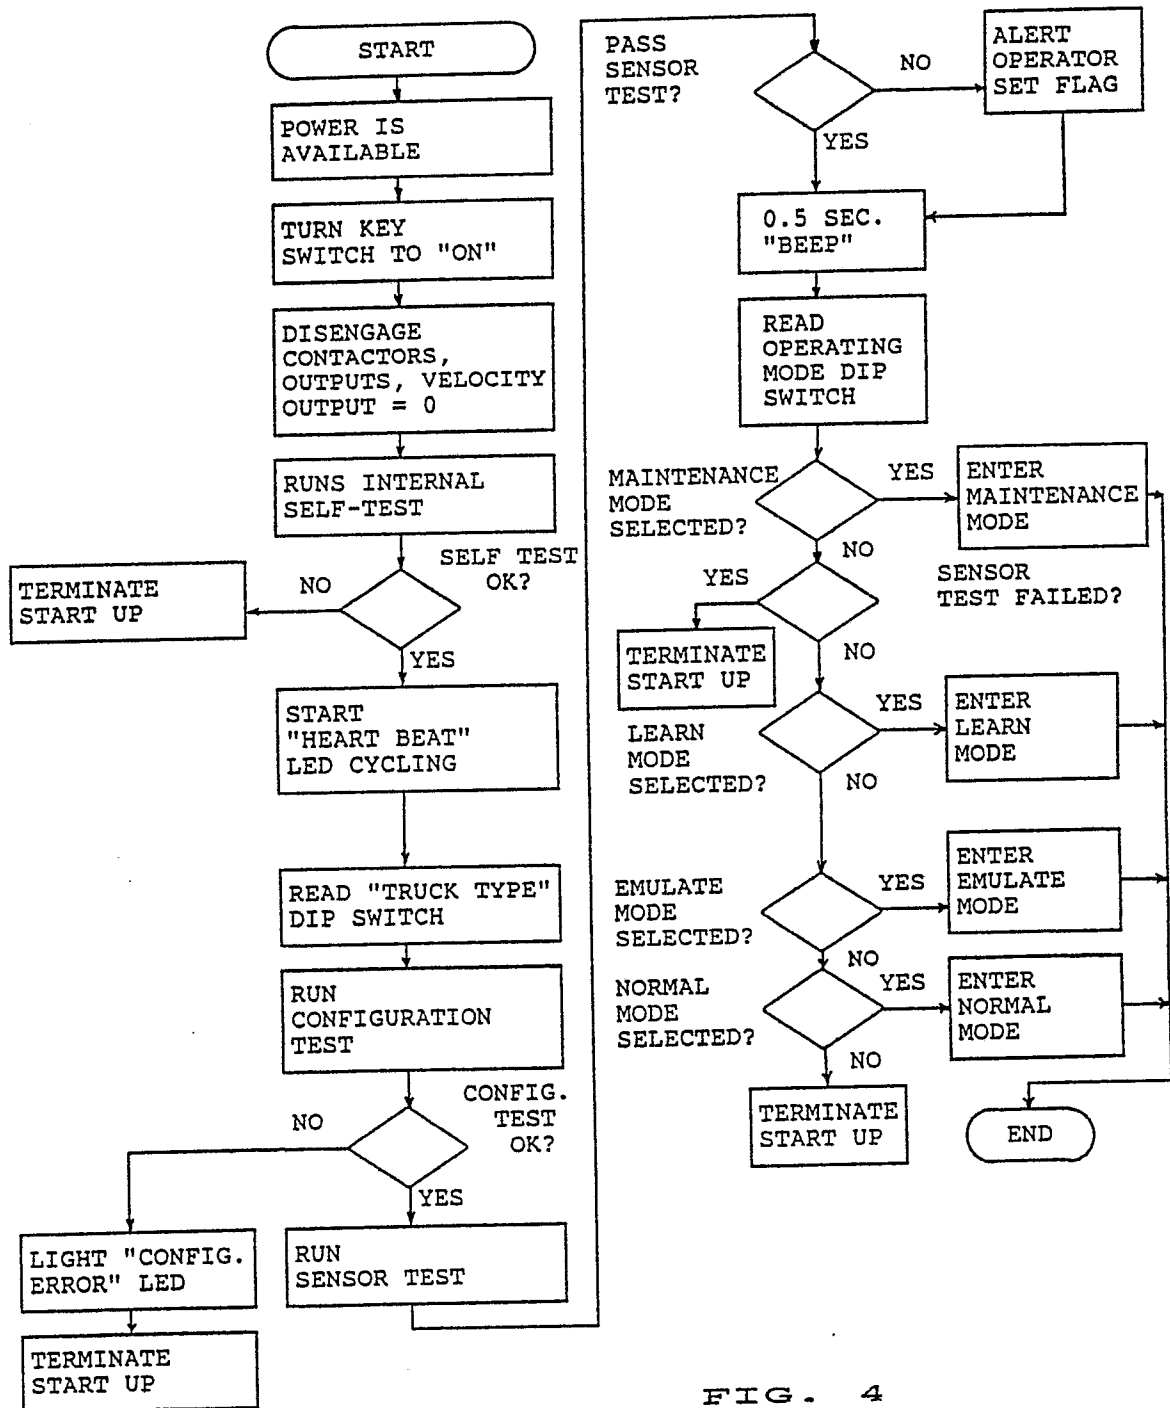 START
POWER IS
AVAILABLE
TURN KEY
SWITCH TO "ON"
DISENGAGE
CONTACTORS,
OUTPUTS, VELOCITY
OUTPUT = 0
RUNS INTERNAL
SELF-TEST
SELF TEST
OK?
NO
TERMINATE
START UP
YES
START
"HEART BEAT"
LED CYCLING
READ "TRUCK TYPE"
DIP SWITCH
RUN
CONFIGURATION
TEST
CONFIG.
TEST
OK?
NO
LIGHT "CONFIG.
ERROR" LED
TERMINATE
START UP
YES
RUN
SENSOR TEST
PASS
SENSOR
TEST?
NO
ALERT
OPERATOR
SET FLAG
YES
0.5 SEC.
"BEEP"
READ
OPERATING
MODE DIP
SWITCH
MAINTENANCE
MODE
SELECTED?
YES
ENTER
MAINTENANCE
MODE
NO
SENSOR
TEST FAILED?
YES
TERMINATE
START UP
NO
LEARN
MODE
SELECTED?
YES
ENTER
LEARN
MODE
NO
EMULATE
MODE
SELECTED?
YES
ENTER
EMULATE
MODE
NO
NORMAL
MODE
SELECTED?
YES
ENTER
NORMAL
MODE
NO
TERMINATE
START UP
END
FIG. 4